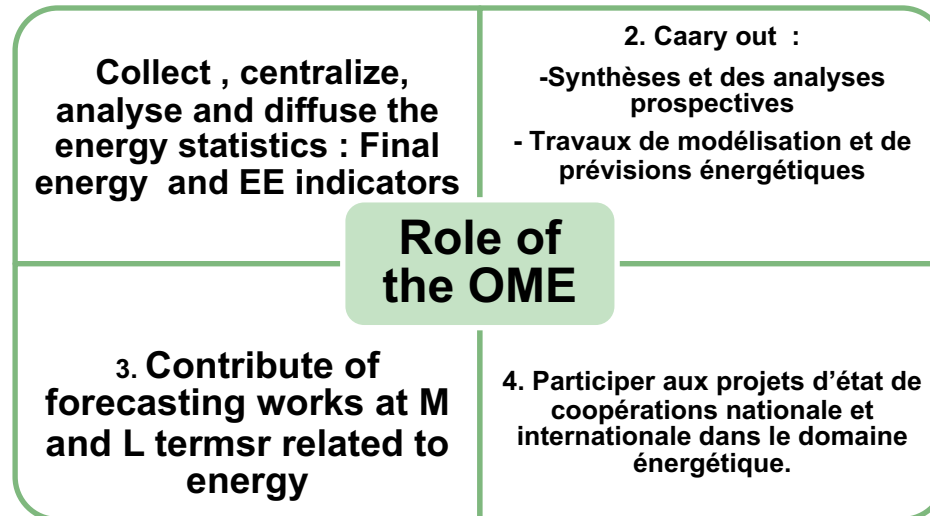 Collect , centralize,
analyse and diffuse the
energy statistics : Final
energy and EE indicators
2. Caary out :
-Synthèses et des analyses
prospectives
- Travaux de modélisation et de
prévisions énergétiques
Role of
the OME
3. Contribute of
forecasting works at M
and L termsr related to
energy
4. Participer aux projets d’état de
coopérations nationale et
internationale dans le domaine
énergétique.